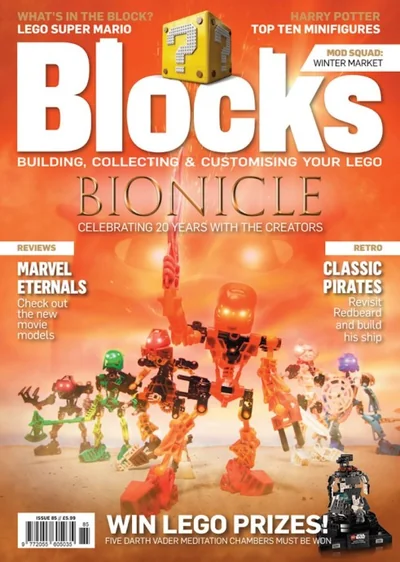 WHAT'S IN THE BLOCK?
LEGO SUPER MARIO
HARRY POTTER
TOP TEN MINIFIGURES
?
MOD SQUAD:
WINTER MARKET
Blocks
BUILDING, COLLECTING & CUSTOMISING YOUR LEGO
BIONICLE
CELEBRATING 20 YEARS WITH THE CREATORS
REVIEWS
MARVEL
ETERNALS
Check out
the new
movie
models
RETRO
CLASSIC
PIRATES
Revisit
Redbeard
and build
his ship
ISSUE 85 // £5.99
85
WIN LEGO PRIZES!
FIVE DARTH VADER MEDITATION CHAMBERS MUST BE WON